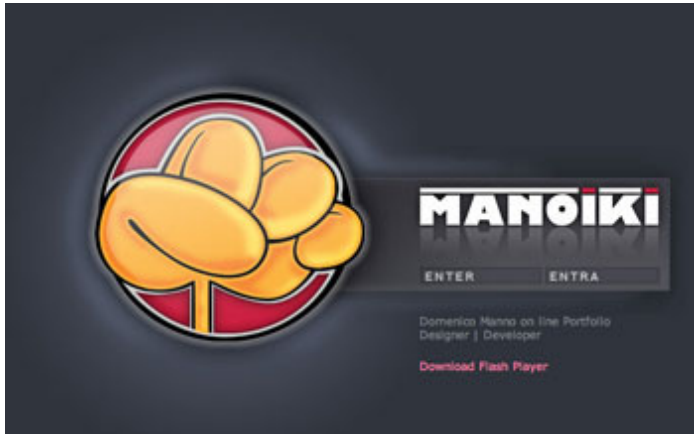 MANOiKi
ENTER ENTRA
Domenico Manno on line Portfolio
Designer | Developer
Download Flash Player